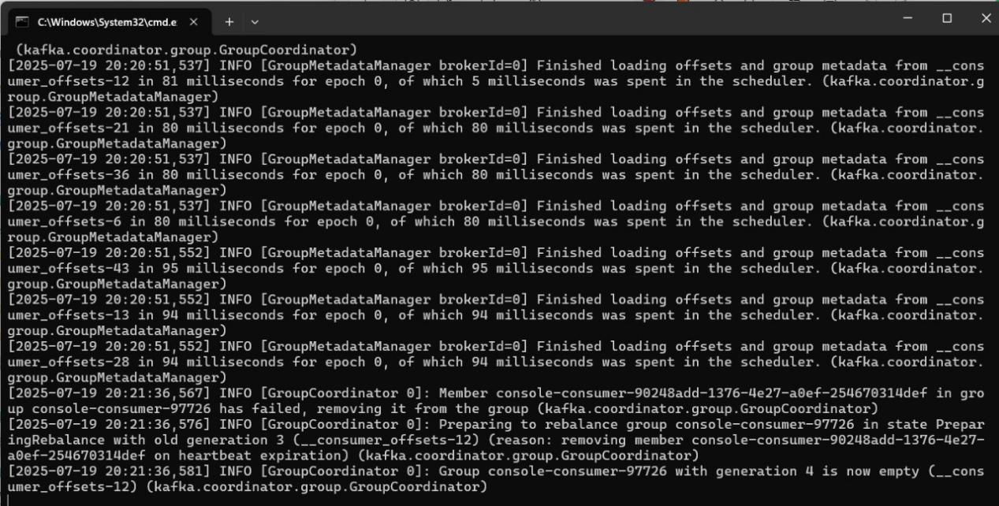 C:\Windows\System32\cmd.e
 (kafka.coordinator.group.GroupCoordinator)
[2025-07-19 20:20:51,537] INFO [GroupMetadataManager brokerId=0] Finished loading offsets and group metadata from __cons
umer_offsets-12 in 81 milliseconds for epoch 0, of which 5 milliseconds was spent in the scheduler. (kafka.coordinator.g
roup.GroupMetadataManager)
[2025-07-19 20:20:51,537] INFO [GroupMetadataManager brokerId=0] Finished loading offsets and group metadata from __cons
umer_offsets-21 in 80 milliseconds for epoch 0, of which 80 milliseconds was spent in the scheduler. (kafka.coordinator.
group.GroupMetadataManager)
[2025-07-19 20:20:51,537] INFO [GroupMetadataManager brokerId=0] Finished loading offsets and group metadata from __cons
umer_offsets-36 in 80 milliseconds for epoch 0, of which 80 milliseconds was spent in the scheduler. (kafka.coordinator.
group.GroupMetadataManager)
[2025-07-19 20:20:51,537] INFO [GroupMetadataManager brokerId=0] Finished loading offsets and group metadata from __cons
umer_offsets-6 in 80 milliseconds for epoch 0, of which 80 milliseconds was spent in the scheduler. (kafka.coordinator.g
roup.GroupMetadataManager)
[2025-07-19 20:20:51,552] INFO [GroupMetadataManager brokerId=0] Finished loading offsets and group metadata from __cons
umer_offsets-43 in 95 milliseconds for epoch 0, of which 95 milliseconds was spent in the scheduler. (kafka.coordinator.
group.GroupMetadataManager)
[2025-07-19 20:20:51,552] INFO [GroupMetadataManager brokerId=0] Finished loading offsets and group metadata from __cons
umer_offsets-13 in 94 milliseconds for epoch 0, of which 94 milliseconds was spent in the scheduler. (kafka.coordinator.
group.GroupMetadataManager)
[2025-07-19 20:20:51,552] INFO [GroupMetadataManager brokerId=0] Finished loading offsets and group metadata from __cons
umer_offsets-28 in 94 milliseconds for epoch 0, of which 94 milliseconds was spent in the scheduler. (kafka.coordinator.
group.GroupMetadataManager)
[2025-07-19 20:21:36,567] INFO [GroupCoordinator 0]: Member console-consumer-90248add-1376-4e27-a0ef-254670314def in gro
up console-consumer-97726 has failed, removing it from the group (kafka.coordinator.group.GroupCoordinator)
[2025-07-19 20:21:36,576] INFO [GroupCoordinator 0]: Preparing to rebalance group console-consumer-97726 in state Prepar
ingRebalance with old generation 3 (__consumer_offsets-12) (reason: removing member console-consumer-90248add-1376-4e27-
a0ef-254670314def on heartbeat expiration) (kafka.coordinator.group.GroupCoordinator)
[2025-07-19 20:21:36,581] INFO [GroupCoordinator 0]: Group console-consumer-97726 with generation 4 is now empty (__cons
umer_offsets-12) (kafka.coordinator.group.GroupCoordinator)